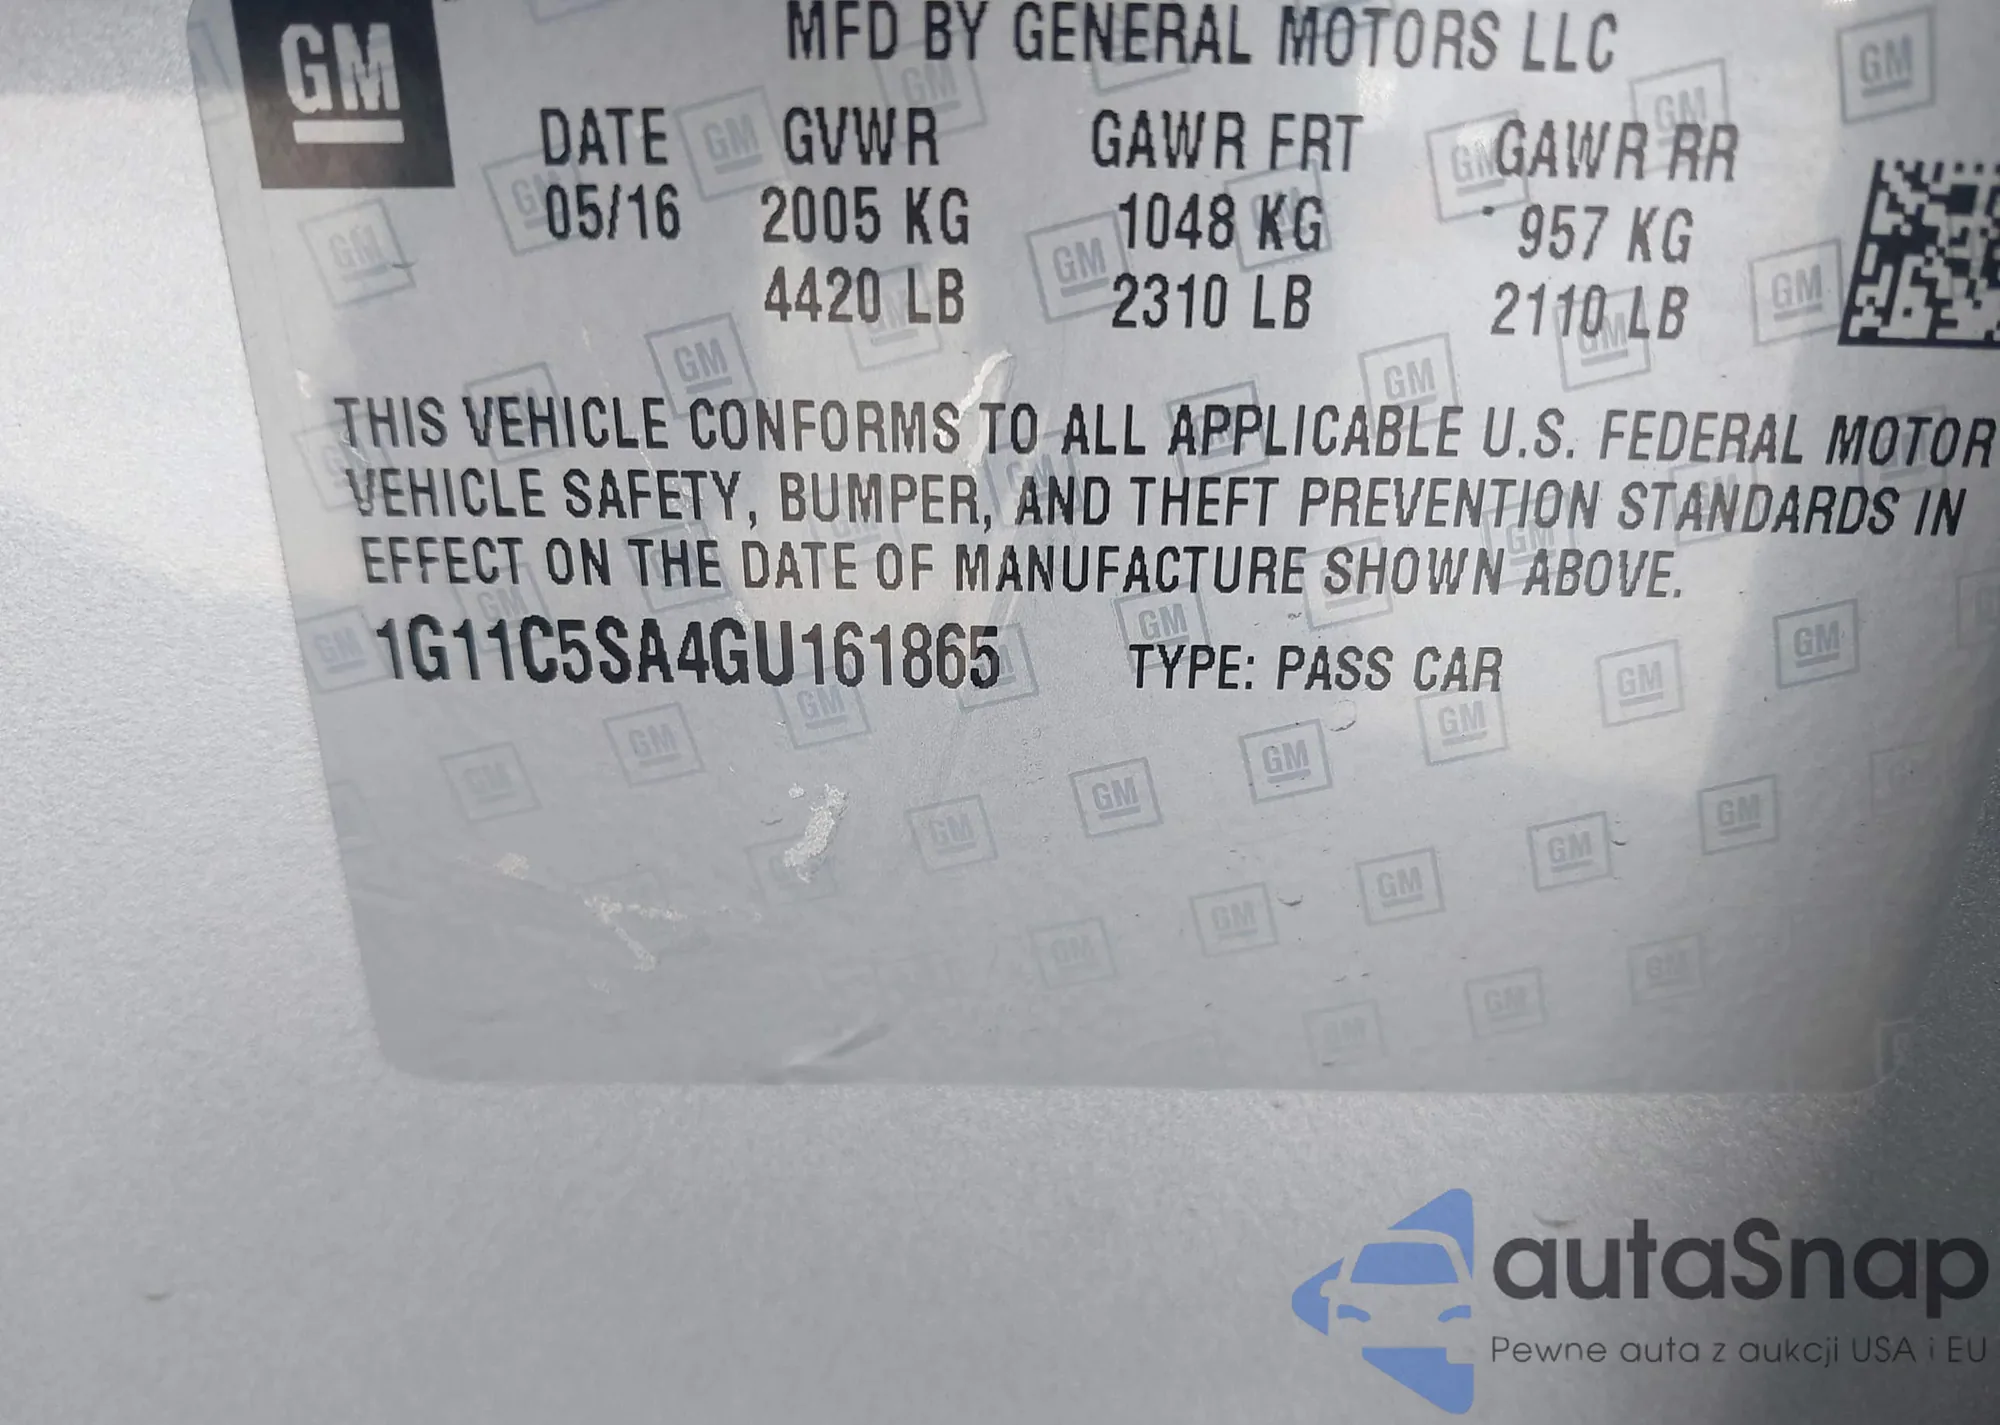 GM
MFD BY GENERAL MOTORS LLC
DATE GVWR GAWR FRT GAWR RR
05/16 2005 KG 1048 KG 957 KG
4420 LB 2310 LB 2110 LB
THIS VEHICLE CONFORMS TO ALL APPLICABLE U.S. FEDERAL MOTOR
VEHICLE SAFETY, BUMPER, AND THEFT PREVENTION STANDARDS IN
EFFECT ON THE DATE OF MANUFACTURE SHOWN ABOVE.
1G11C5SA4GU161865 TYPE: PASS CAR
autaSnap
Pewne auta z aukcji USA i EU